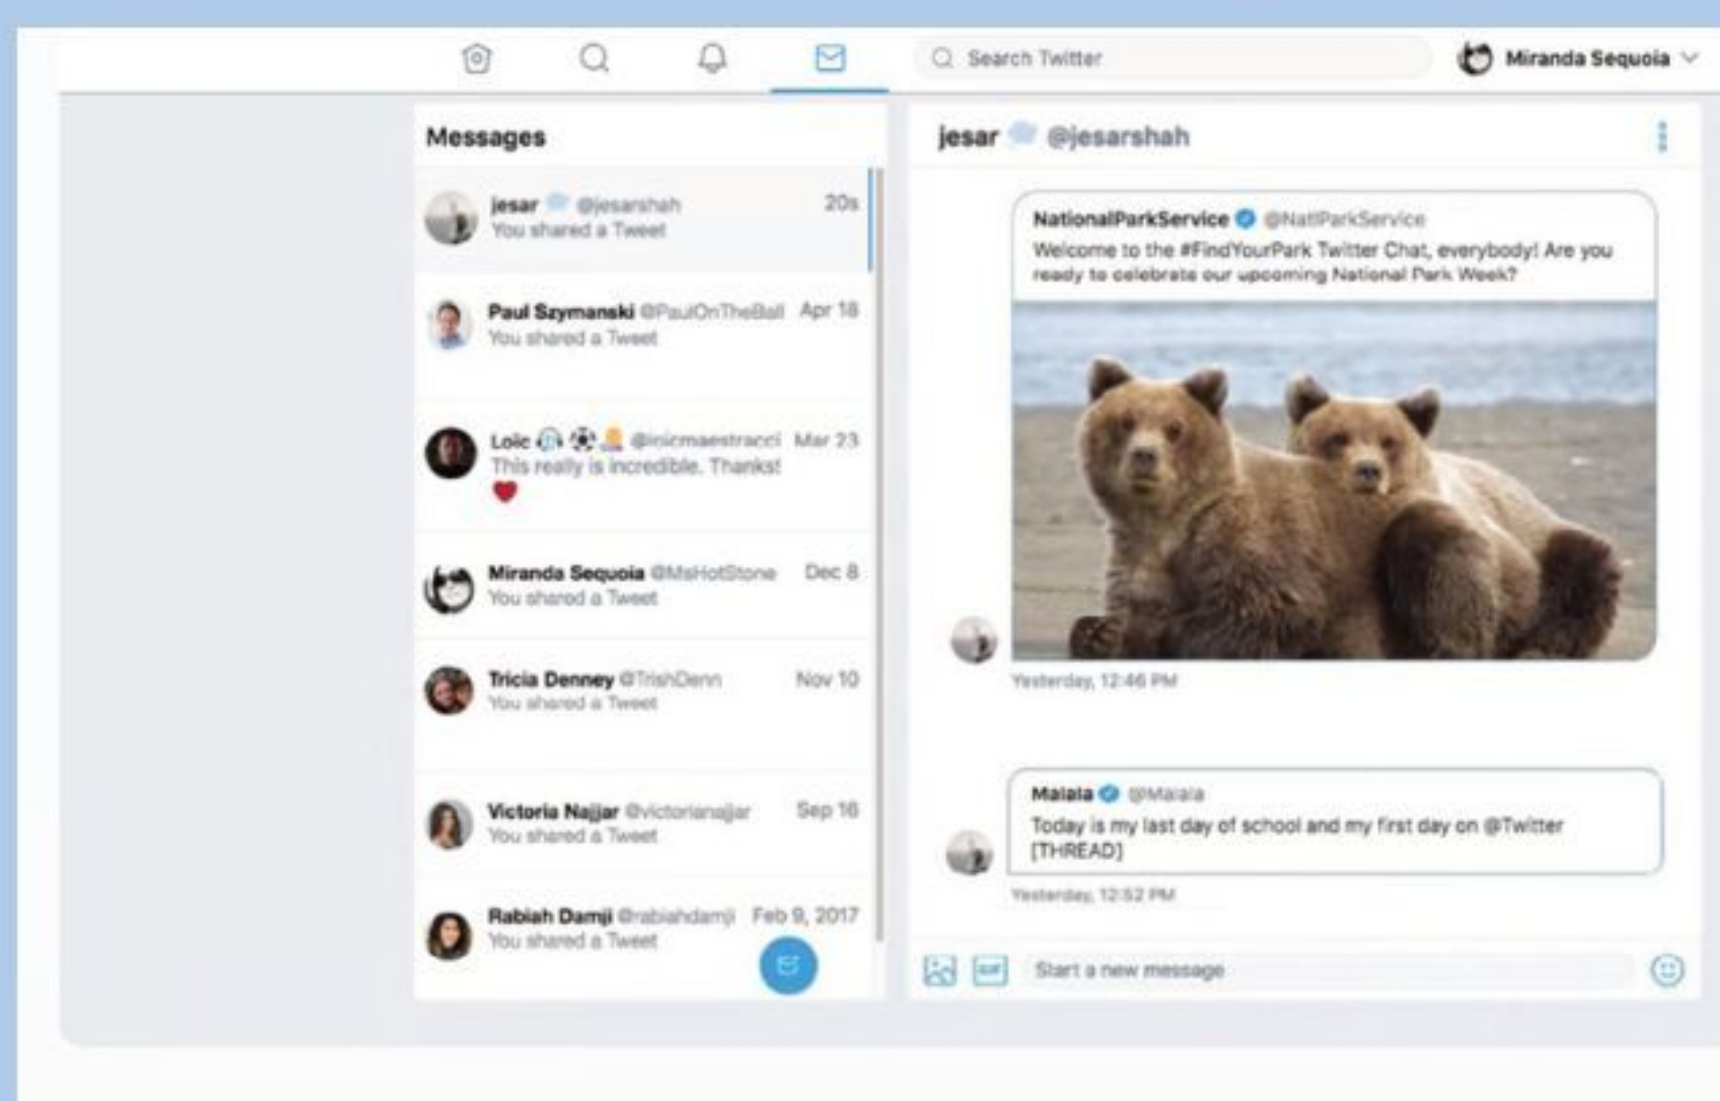 Search Twitter
Miranda Sequoia
Messages
jesar @jesarshah 20s
You shared a Tweet
Paul Szymanski @PaulOnTheBall Apr 18
You shared a Tweet
Loïc @loicmaestracci Mar 23
This really is incredible. Thanks!
❤️
Miranda Sequoia @MsHotStone Dec 8
You shared a Tweet
Tricia Denney @TrishDenn Nov 10
You shared a Tweet
Victoria Najjar @victorianajjar Sep 16
You shared a Tweet
Rabiah Damji @rabiahdamji Feb 9, 2017
You shared a Tweet
jesar @jesarshah
NationalParkService @NatlParkService
Welcome to the #FindYourPark Twitter Chat, everybody! Are you
ready to celebrate our upcoming National Park Week?
Yesterday, 12:46 PM
Malala @Malala
Today is my last day of school and my first day on @Twitter
[THREAD]
Yesterday, 12:52 PM
GIF
Start a new message